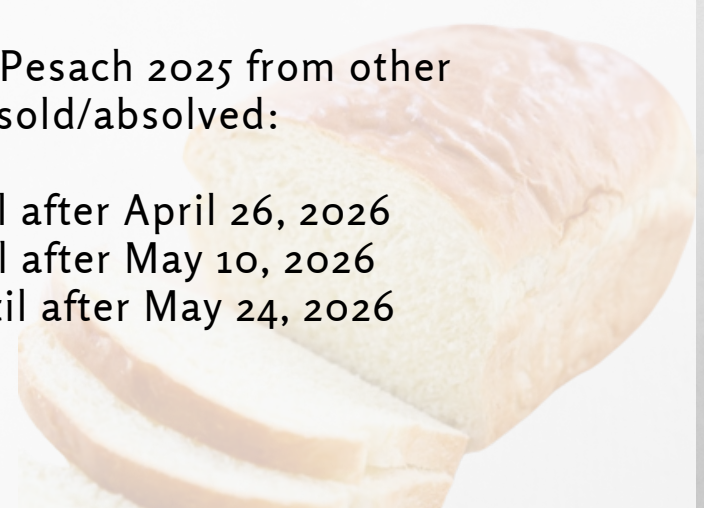 Pesach 2025 from other
sold/absolved:
after April 26, 2026
after May 10, 2026
after May 24, 2026